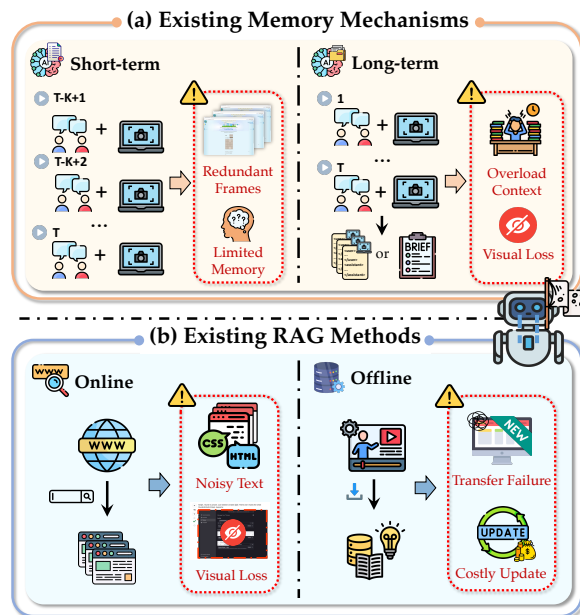 (a) Existing Memory Mechanisms
AI
Short-term
T-K+1
+
T-K+2
+
...
T
+
Redundant
Frames
???
Limited
Memory
AI
Long-term
1
+
...
T
+
or
BRIEF
Overload
Context
Visual Loss
(b) Existing RAG Methods
WWW
Online
WWW
CSS
HTML
Noisy Text
Visual Loss
Offline
NEW
Transfer Failure
UPDATE
Costly Update